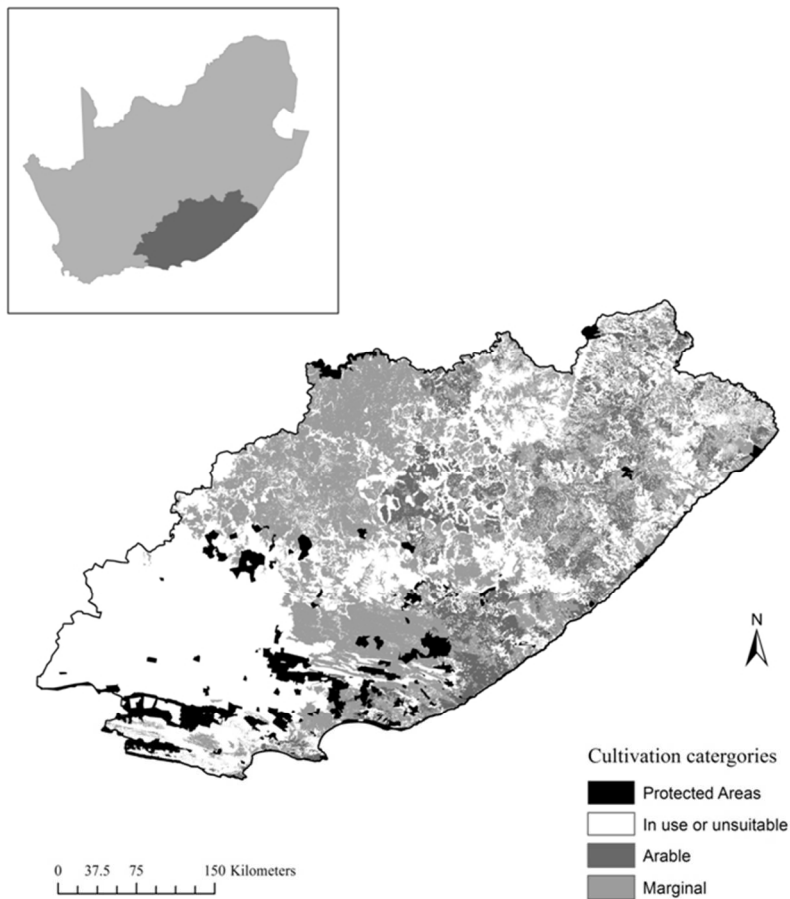 N
Cultivation catergories
Protected Areas
In use or unsuitable
Arable
Marginal
0 37.5 75 150 Kilometers